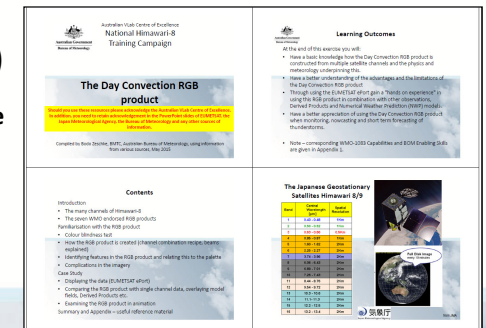 Australian VLab Centre of Excellence
National Himawari-8
Training Campaign
Australian Government
Bureau of Meteorology
The Day Convection RGB
product
Should you use these resources please acknowledge the Australian VLab Centre of Excellence.
In addition, you need to retain acknowledgement in the PowerPoint slides of EUMETSAT, the
Japan Meteorological Agency, the Bureau of Meteorology and any other sources of
information.
Compiled by Bodo Zeschke, BMTC, Australian Bureau of Meteorology, using information
from various sources, May 2015
Learning Outcomes
At the end of this exercise you will:
• Have a basic knowledge how the Day Convection RGB product is
constructed from multiple satellite channels and the physics and
meteorology underpinning this.
• Have a better understanding of the advantages and the limitations of
the Day Convection RGB product
• Through using the EUMETSAT ePort gain a "hands on experience" in
using this RGB product in combination with other observations,
Derived Products and Numerical Weather Prediction (NWP) models.
• Have a better appreciation of using the Day Convection RGB product
when monitoring, nowcasting and short term forecasting of
thunderstorms.
• Note – corresponding WMO-1083 Capabilities and BOM Enabling Skills
are given in Appendix 1.
Contents
Introduction
• The many channels of Himawari-8
• The seven WMO endorsed RGB products
Familiarisation with the RGB product
• Colour blindness test
• How the RGB product is created (channel combination recipe, beams
explained)
• Identifying features in the RGB product and relating this to the palette
• Complications in the imagery
Case Study
• Displaying the data (EUMETSAT ePort)
• Comparing the RGB product with single channel data, overlaying model
fields, Derived Products etc.
• Examining the RGB product in animation
Summary and Appendix – useful reference material
The Japanese Geostationary
Satellites Himawari 8/9
Band
Central
Wavelength
[μm]
Spatial
Resolution
Full Disk image
気象庁